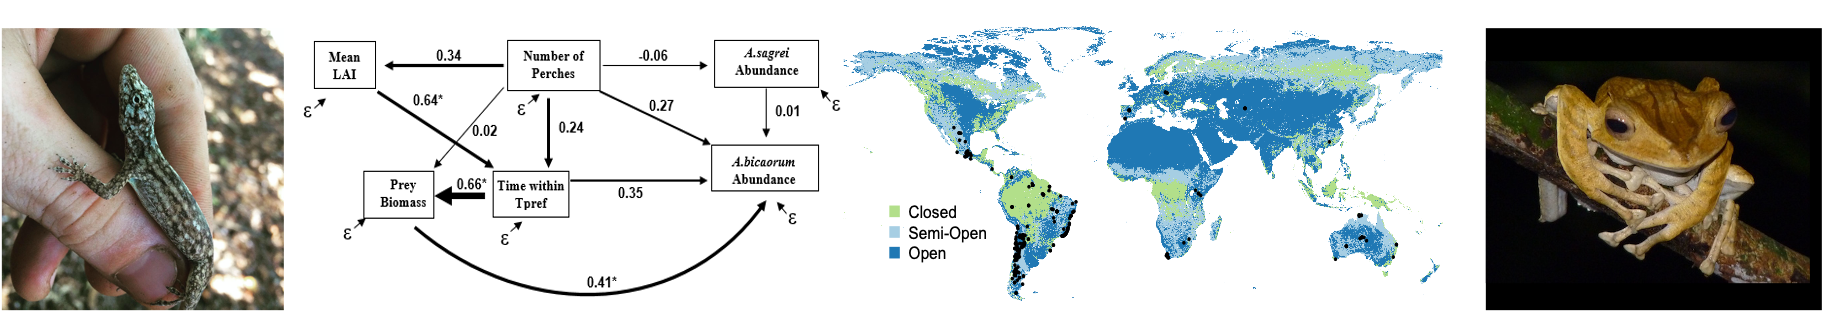 Mean
LAI
0.34
Number of
Perches
-0.06
A.sagrei
Abundance
ε
0.64*
ε
0.27
ε
0.02
0.24
0.01
A.bicaorum
Abundance
Prey
Biomass
0.66*
Time within
Tpref
0.35
ε
ε
ε
0.41*
Closed
Semi-Open
Open